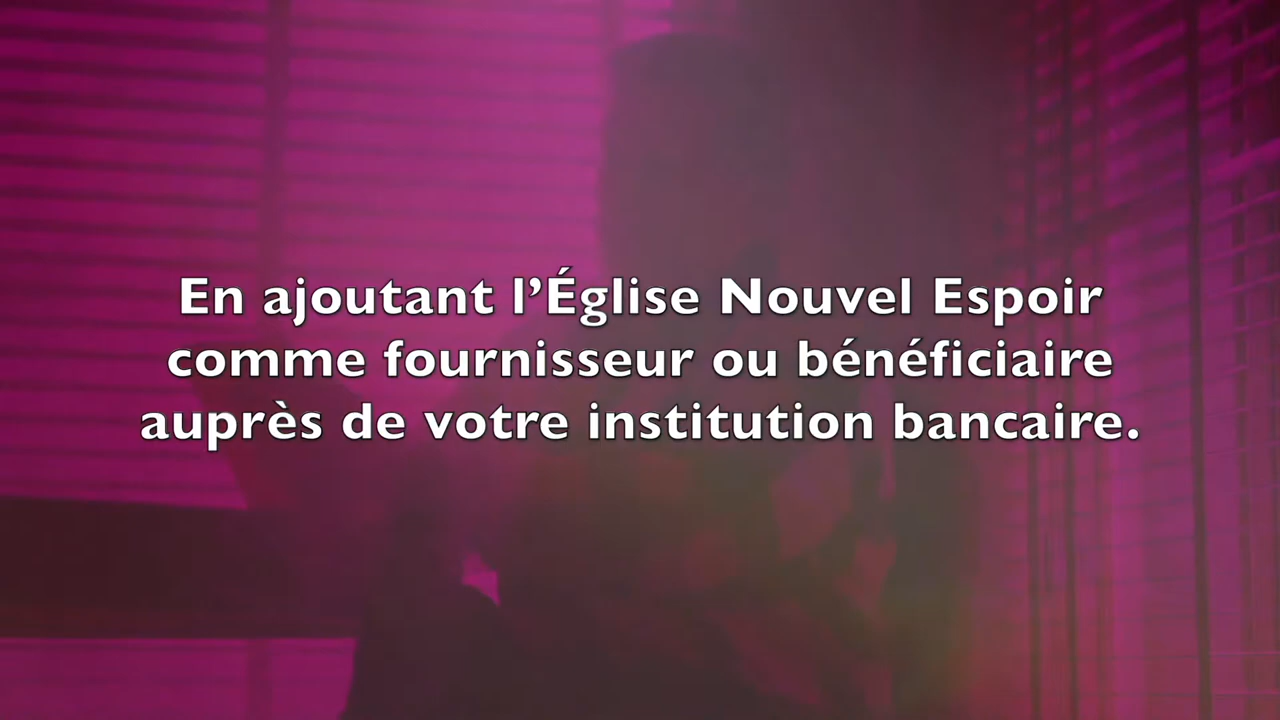 En ajoutant l’Église Nouvel Espoir
comme fournisseur ou bénéficiaire
auprès de votre institution bancaire.